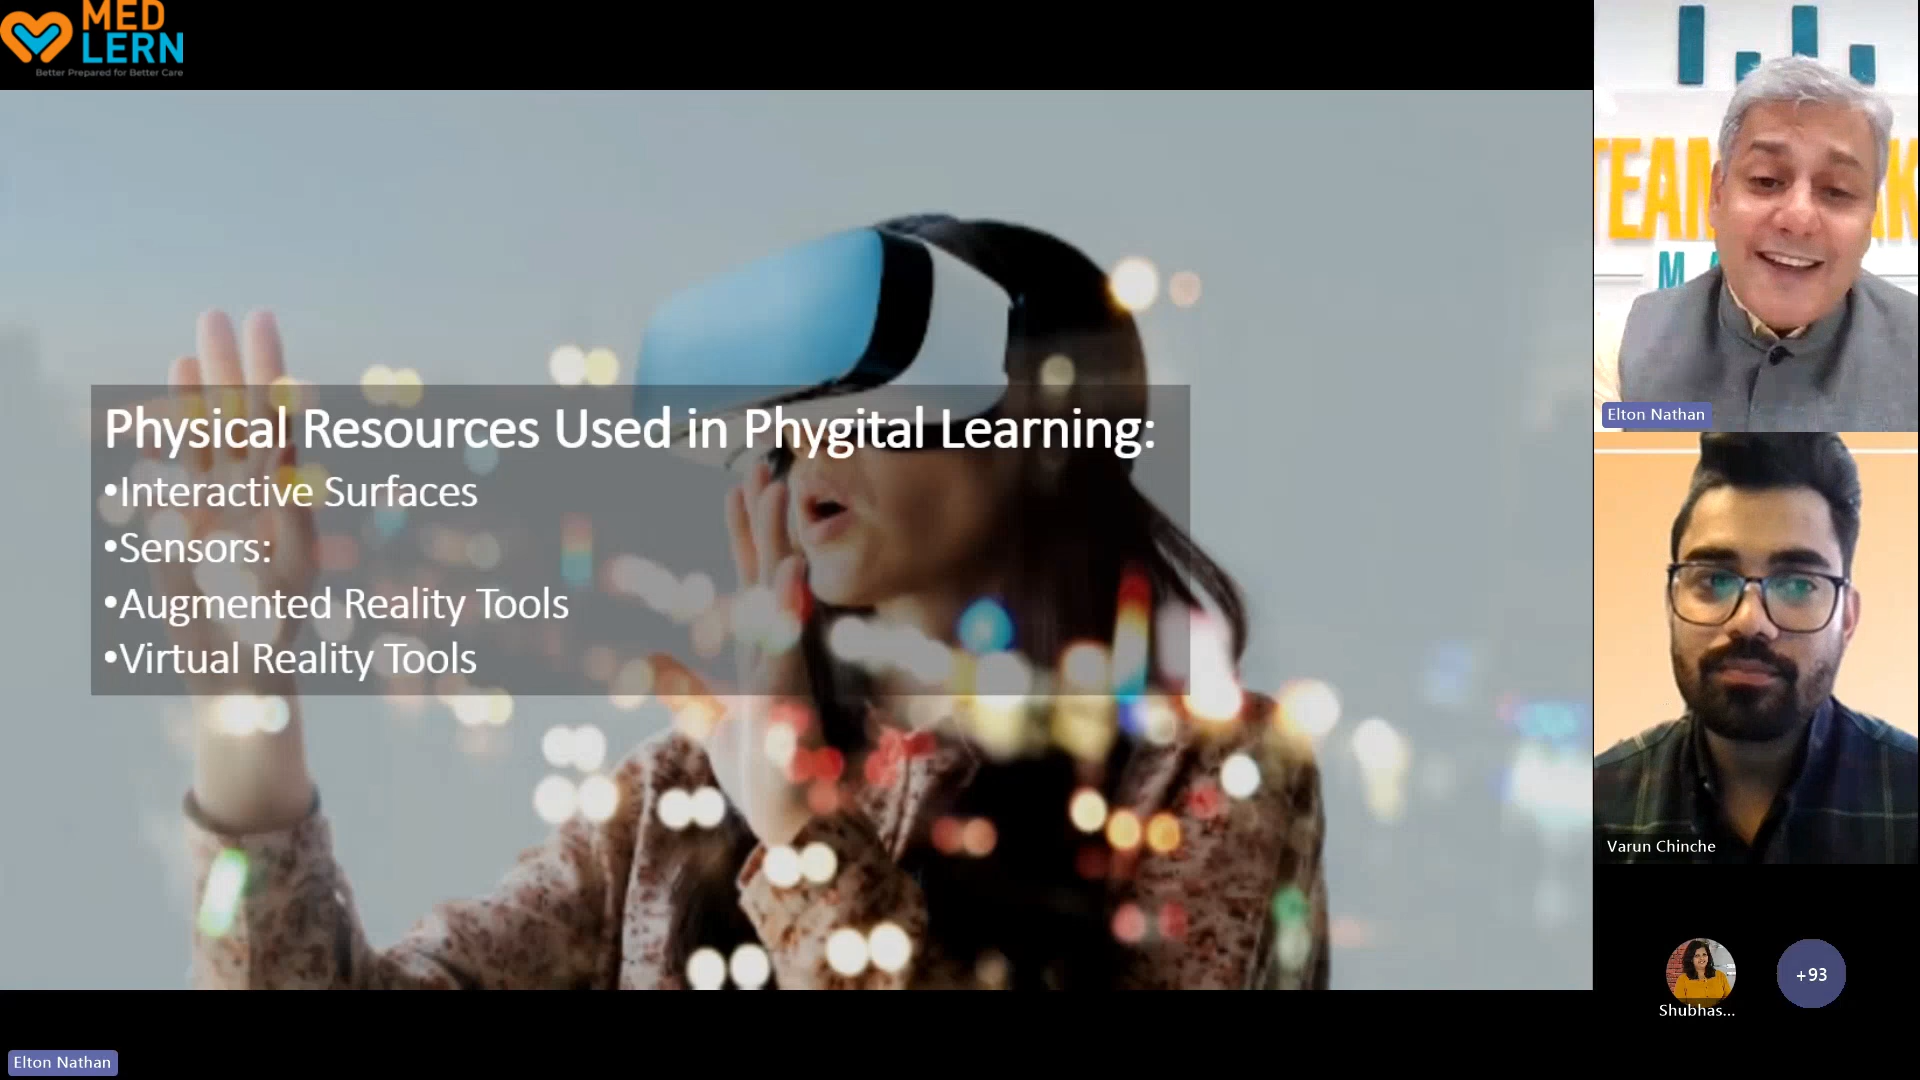 MED
LERN
Better Prepared for Better Care
Physical Resources Used in Phygital Learning:
•Interactive Surfaces
•Sensors:
•Augmented Reality Tools
•Virtual Reality Tools
TEAM
Elton Nathan
Varun Chinche
Shubhas...
+93
Elton Nathan